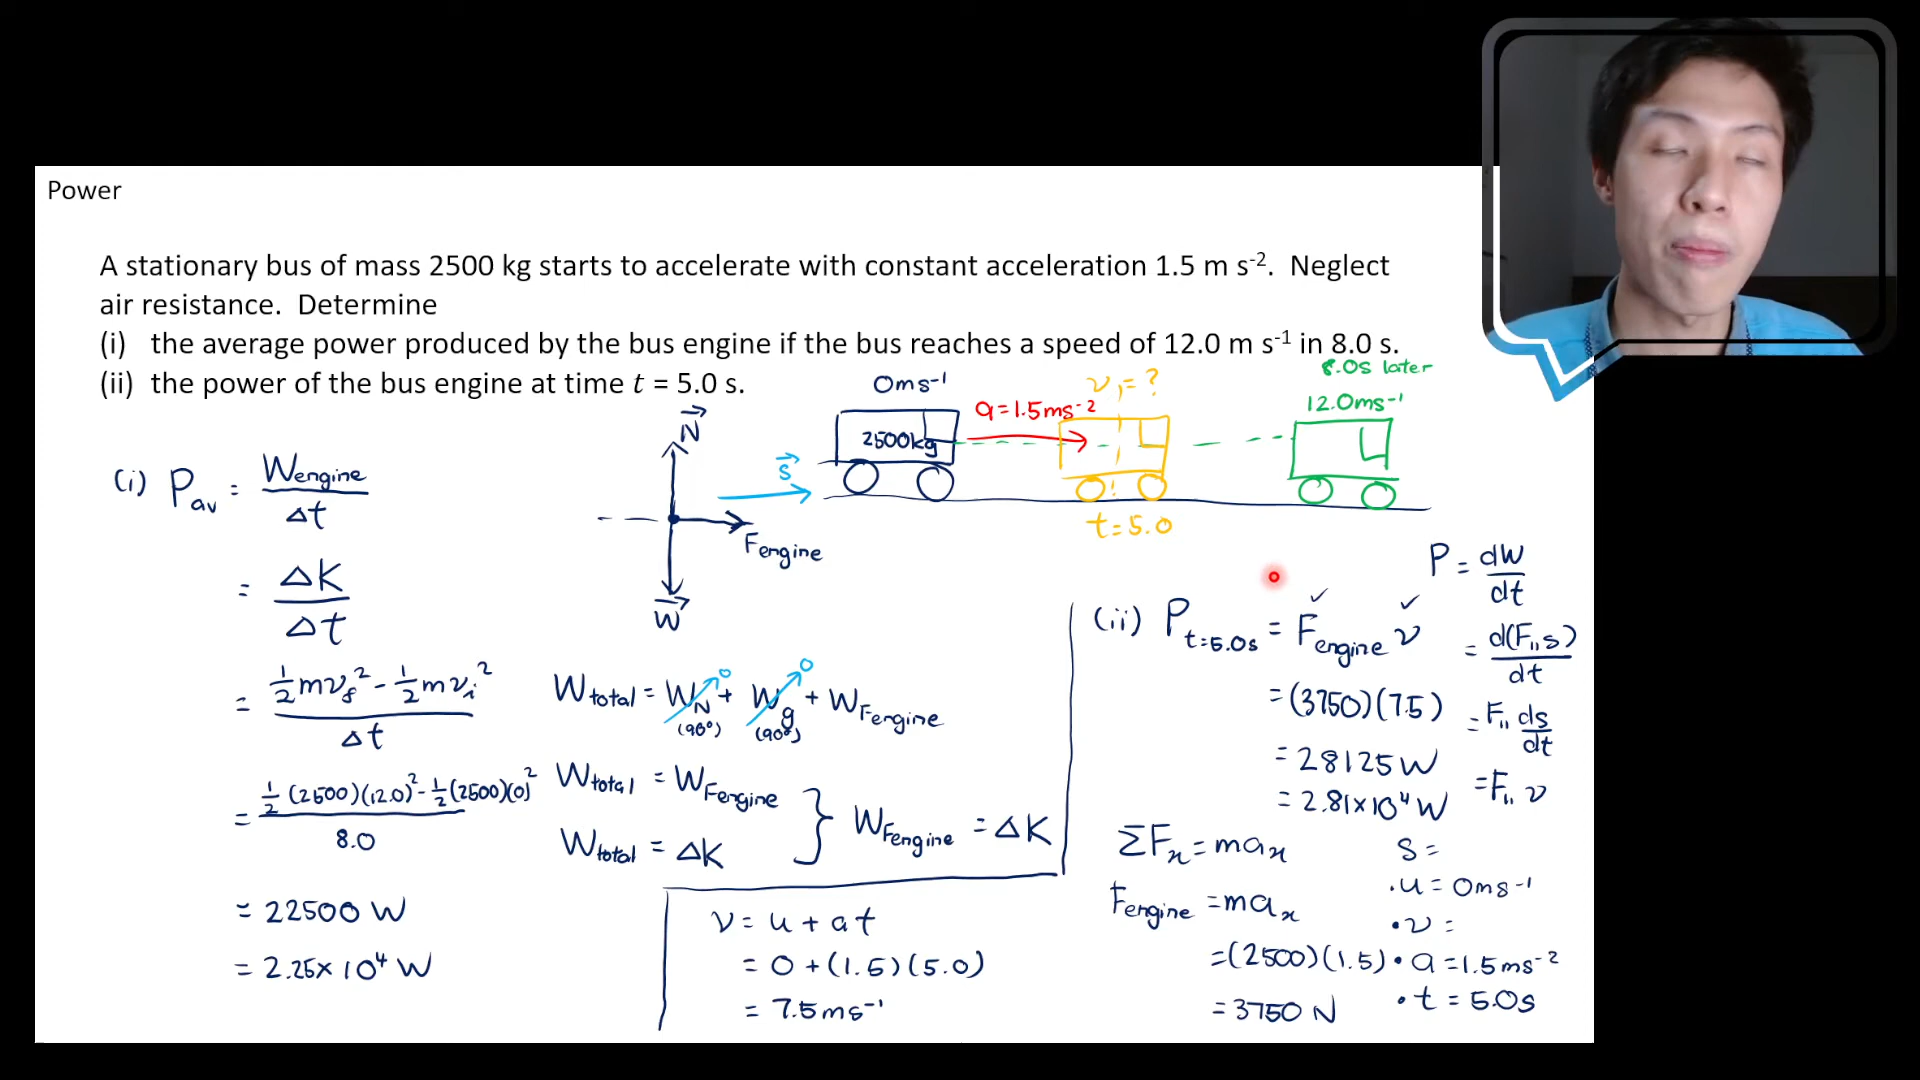 Power
A stationary bus of mass 2500 kg starts to accelerate with constant acceleration 1.5 m s⁻². Neglect
air resistance. Determine
(i) the average power produced by the bus engine if the bus reaches a speed of 12.0 m s⁻¹ in 8.0 s.
(ii) the power of the bus engine at time t = 5.0 s.
8.0s later
0ms⁻¹
v₁ = ?
12.0ms⁻¹
a=1.5ms⁻²
2500kg
t=5.0
N⃗
s⃗
Fengine
W⃗
(i) Pav = Wengine / Δt
= ΔK / Δt
= (½mvf² - ½mvi²) / Δt
= (½(2500)(12.0)² - ½(2500)(0)²) / 8.0
= 22500 W
= 2.25×10⁴ W
Wtotal = WN + Wg + WFengine
0 0
(90°) (90°)
Wtotal = WFengine
Wtotal = ΔK
WFengine = ΔK
v = u + at
= 0 + (1.5)(5.0)
= 7.5ms⁻¹
(ii) Pt=5.0s = Fengine v
= (3750)(7.5)
= 28125W
= 2.81×10⁴ W
ΣFx = max
Fengine = max
= (2500)(1.5)
= 3750 N
P = dW / dt
= d(F∥s) / dt
= F∥ ds / dt
= F∥ v
s =
·u = 0ms⁻¹
·v =
·a = 1.5ms⁻²
·t = 5.0s